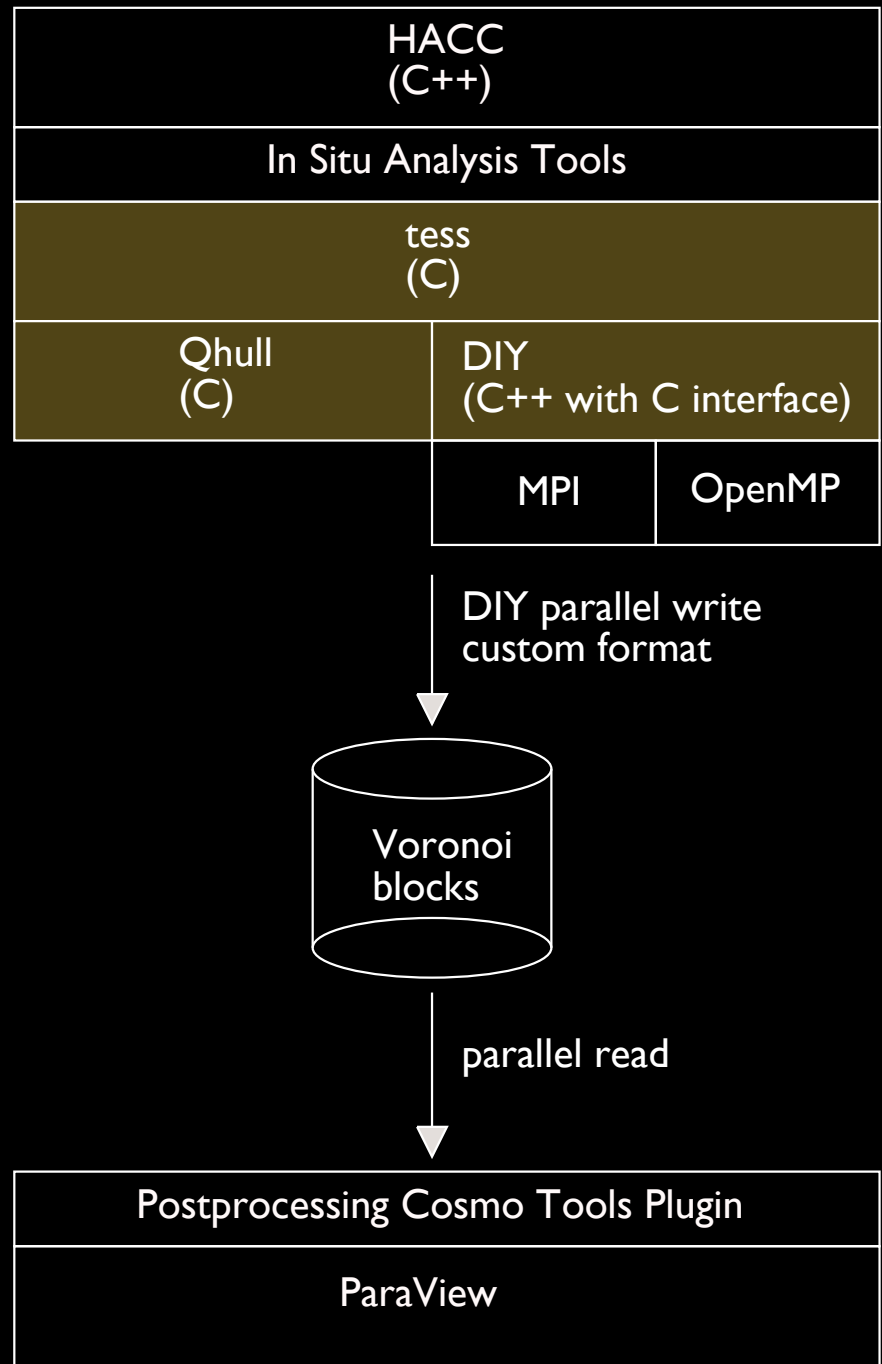 HACC
(C++)
In Situ Analysis Tools
tess
(C)
Qhull
(C)
DIY
(C++ with C interface)
MPI
OpenMP
DIY parallel write
custom format
Voronoi
blocks
parallel read
Postprocessing Cosmo Tools Plugin
ParaView